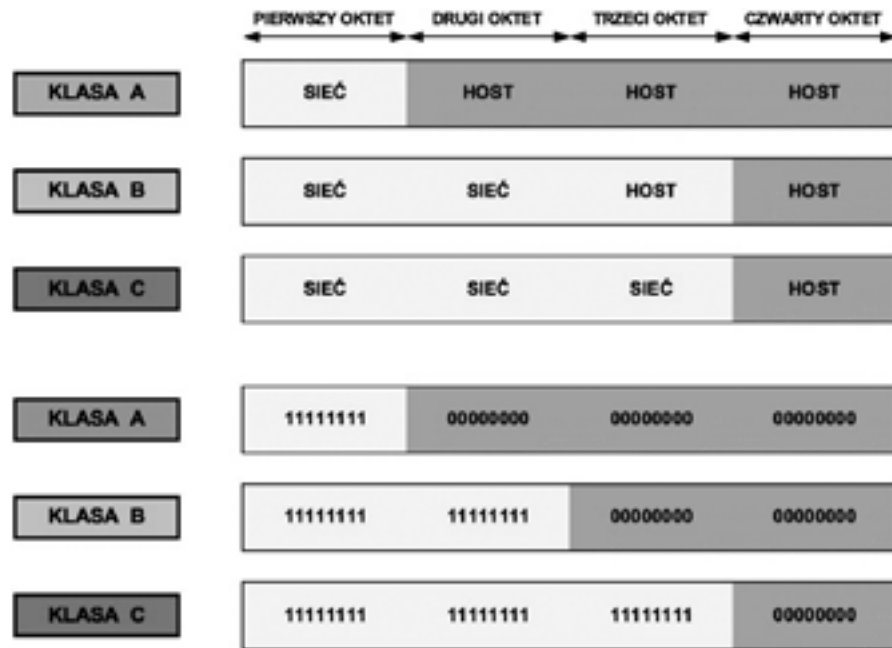 PIERWSZY OKTET DRUGI OKTET TRZECI OKTET CZWARTY OKTET
KLASA A SIEĆ HOST HOST HOST
KLASA B SIEĆ SIEĆ HOST HOST
KLASA C SIEĆ SIEĆ SIEĆ HOST
KLASA A 11111111 00000000 00000000 00000000
KLASA B 11111111 11111111 00000000 00000000
KLASA C 11111111 11111111 11111111 00000000